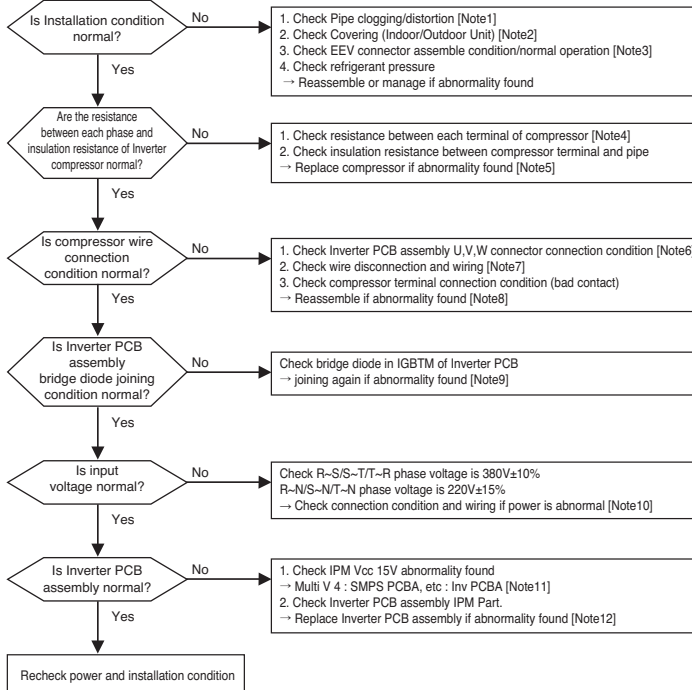 Is Installation condition
normal?
No
1. Check Pipe clogging/distortion [Note1]
2. Check Covering (Indoor/Outdoor Unit) [Note2]
3. Check EEV connector assemble condition/normal operation [Note3]
4. Check refrigerant pressure
→ Reassemble or manage if abnormality found
Yes
Are the resistance
between each phase and
insulation resistance of Inverter
compressor normal?
No
1. Check resistance between each terminal of compressor [Note4]
2. Check insulation resistance between compressor terminal and pipe
→ Replace compressor if abnormality found [Note5]
Yes
Is compressor wire
connection
condition normal?
No
1. Check Inverter PCB assembly U,V,W connector connection condition [Note6]
2. Check wire disconnection and wiring [Note7]
3. Check compressor terminal connection condition (bad contact)
→ Reassemble if abnormality found [Note8]
Yes
Is Inverter PCB
assembly
bridge diode joining
condition normal?
No
Check bridge diode in IGBTM of Inverter PCB
→ joining again if abnormality found [Note9]
Yes
Is input
voltage normal?
No
Check R~S/S~T/T~R phase voltage is 380V±10%
R~N/S~N/T~N phase voltage is 220V±15%
→ Check connection condition and wiring if power is abnormal [Note10]
Yes
Is Inverter PCB
assembly normal?
No
1. Check IPM Vcc 15V abnormality found
→ Multi V 4 : SMPS PCBA, etc : Inv PCBA [Note11]
2. Check Inverter PCB assembly IPM Part.
→ Replace Inverter PCB assembly if abnormality found [Note12]
Yes
Recheck power and installation condition